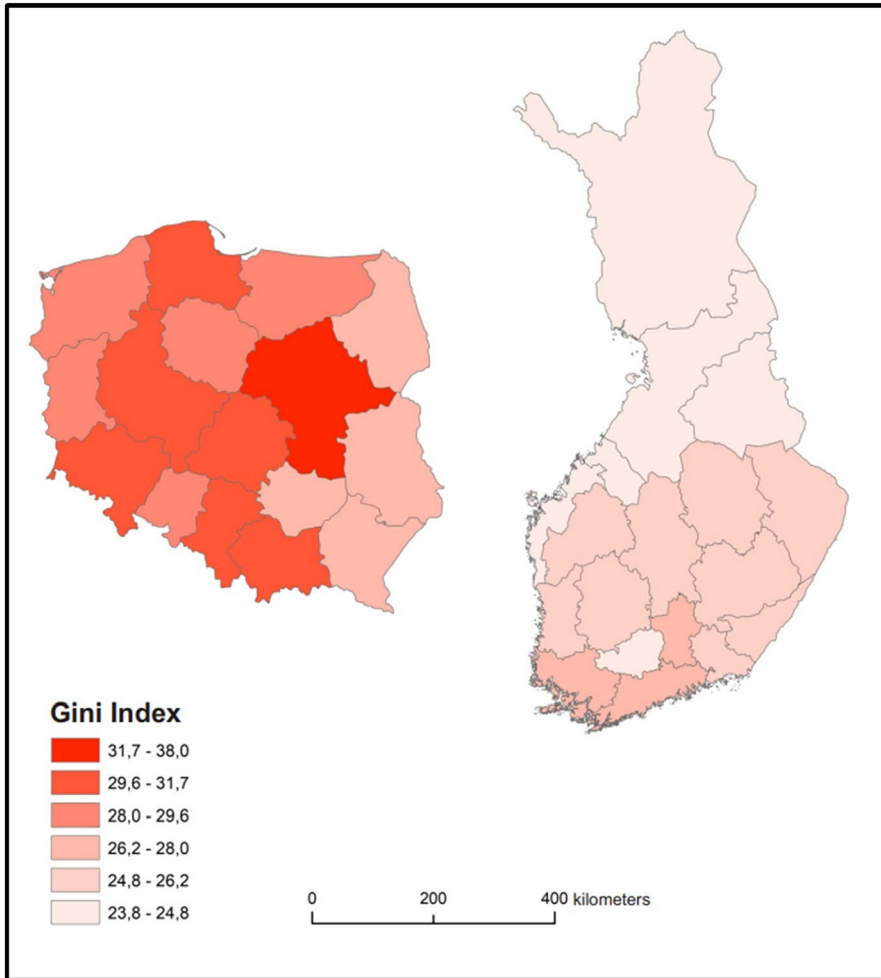 Gini Index
31,7 - 38,0
29,6 - 31,7
28,0 - 29,6
26,2 - 28,0
24,8 - 26,2
23,8 - 24,8
0 200 400 kilometers